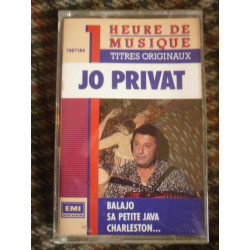 1 HEURE DE
MUSIQUE
TITRES ORIGINAUX
JO PRIVAT
EMI
BALAJO
SA PETITE JAVA
CHARLESTON...